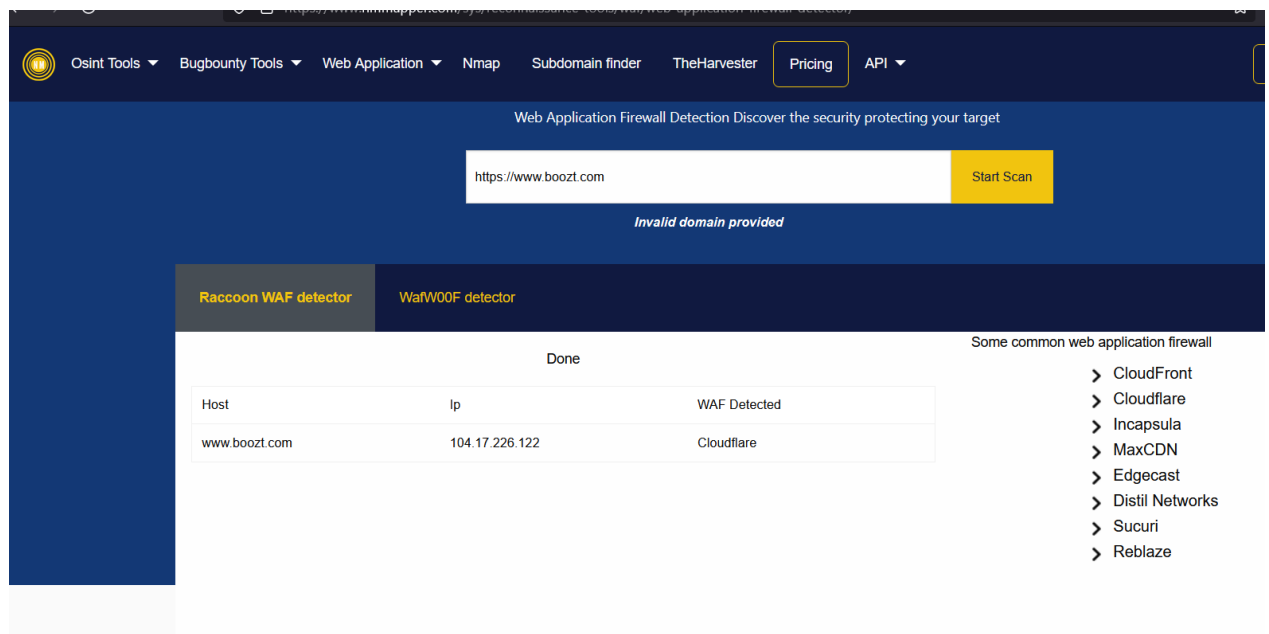 Osint Tools Bugbounty Tools Web Application Nmap Subdomain finder TheHarvester Pricing API
Web Application Firewall Detection Discover the security protecting your target
https://www.boozt.com Start Scan
Invalid domain provided
Raccoon WAF detector WafW00F detector
Some common web application firewall
Done
CloudFront
Cloudflare
Incapsula
MaxCDN
Edgecast
Distil Networks
Sucuri
Reblaze
Host Ip WAF Detected
www.boozt.com 104.17.226.122 Cloudflare